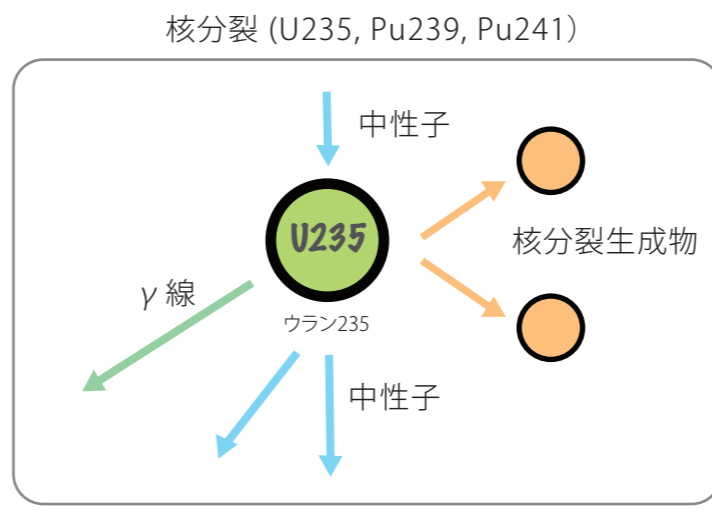 核分裂 (U235, Pu239, Pu241）
中性子
U235
核分裂生成物
γ 線
ウラン235
中性子